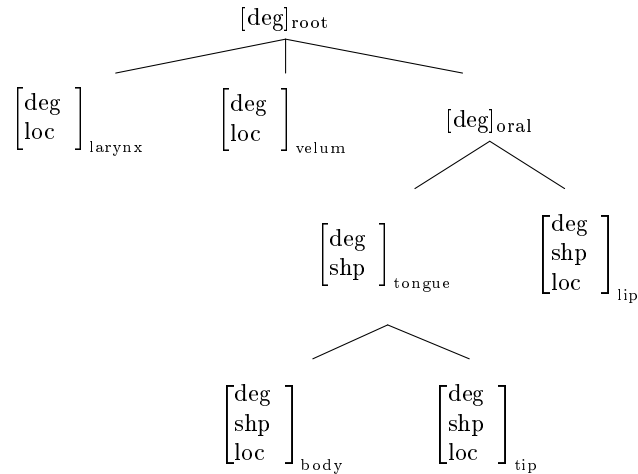 [deg]root
[deg loc]larynx
[deg loc]velum
[deg]oral
[deg shp]tongue
[deg shp loc]lip
[deg shp loc]body
[deg shp loc]tip